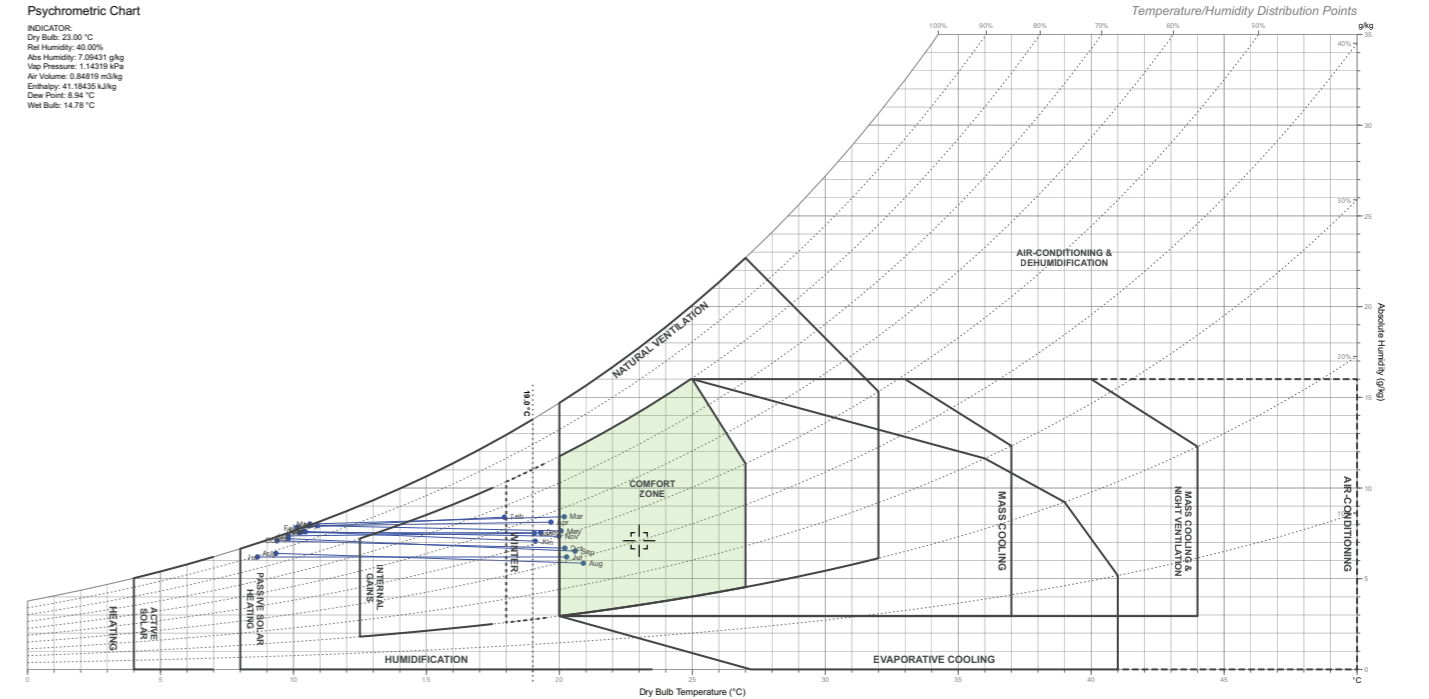 Psychrometric Chart
Temperature/Humidity Distribution Points
INDICATOR:
Dry Bulb: 23.00 °C
Rel Humidity: 40.00%
Abs Humidity: 7.09431 g/kg
Vap Pressure: 1.14319 kPa
Air Volume: 0.84819 m3/kg
Enthalpy: 41.18435 kJ/kg
Dew Point: 8.94 °C
Wet Bulb: 14.78 °C
100%
90%
80%
70%
60%
50%
g/kg
35
40%
30
30%
25
AIR-CONDITIONING &
DEHUMIDIFICATION
20
NATURAL VENTILATION
Absolute Humidity (g/kg)
20%
15
19.0°C
COMFORT
ZONE
10
Feb
Mar
Apr
May
Nov
Sep
Jul
Aug
WINTER
MASS COOLING
MASS COOLING &
NIGHT VENTILATION
AIR-CONDITIONING
5
HEATING
ACTIVE
SOLAR
PASSIVE SOLAR
HEATING
INTERNAL
GAINS
HUMIDIFICATION
EVAPORATIVE COOLING
0
0
5
10
15
20
25
30
35
40
45
°C
Dry Bulb Temperature (°C)